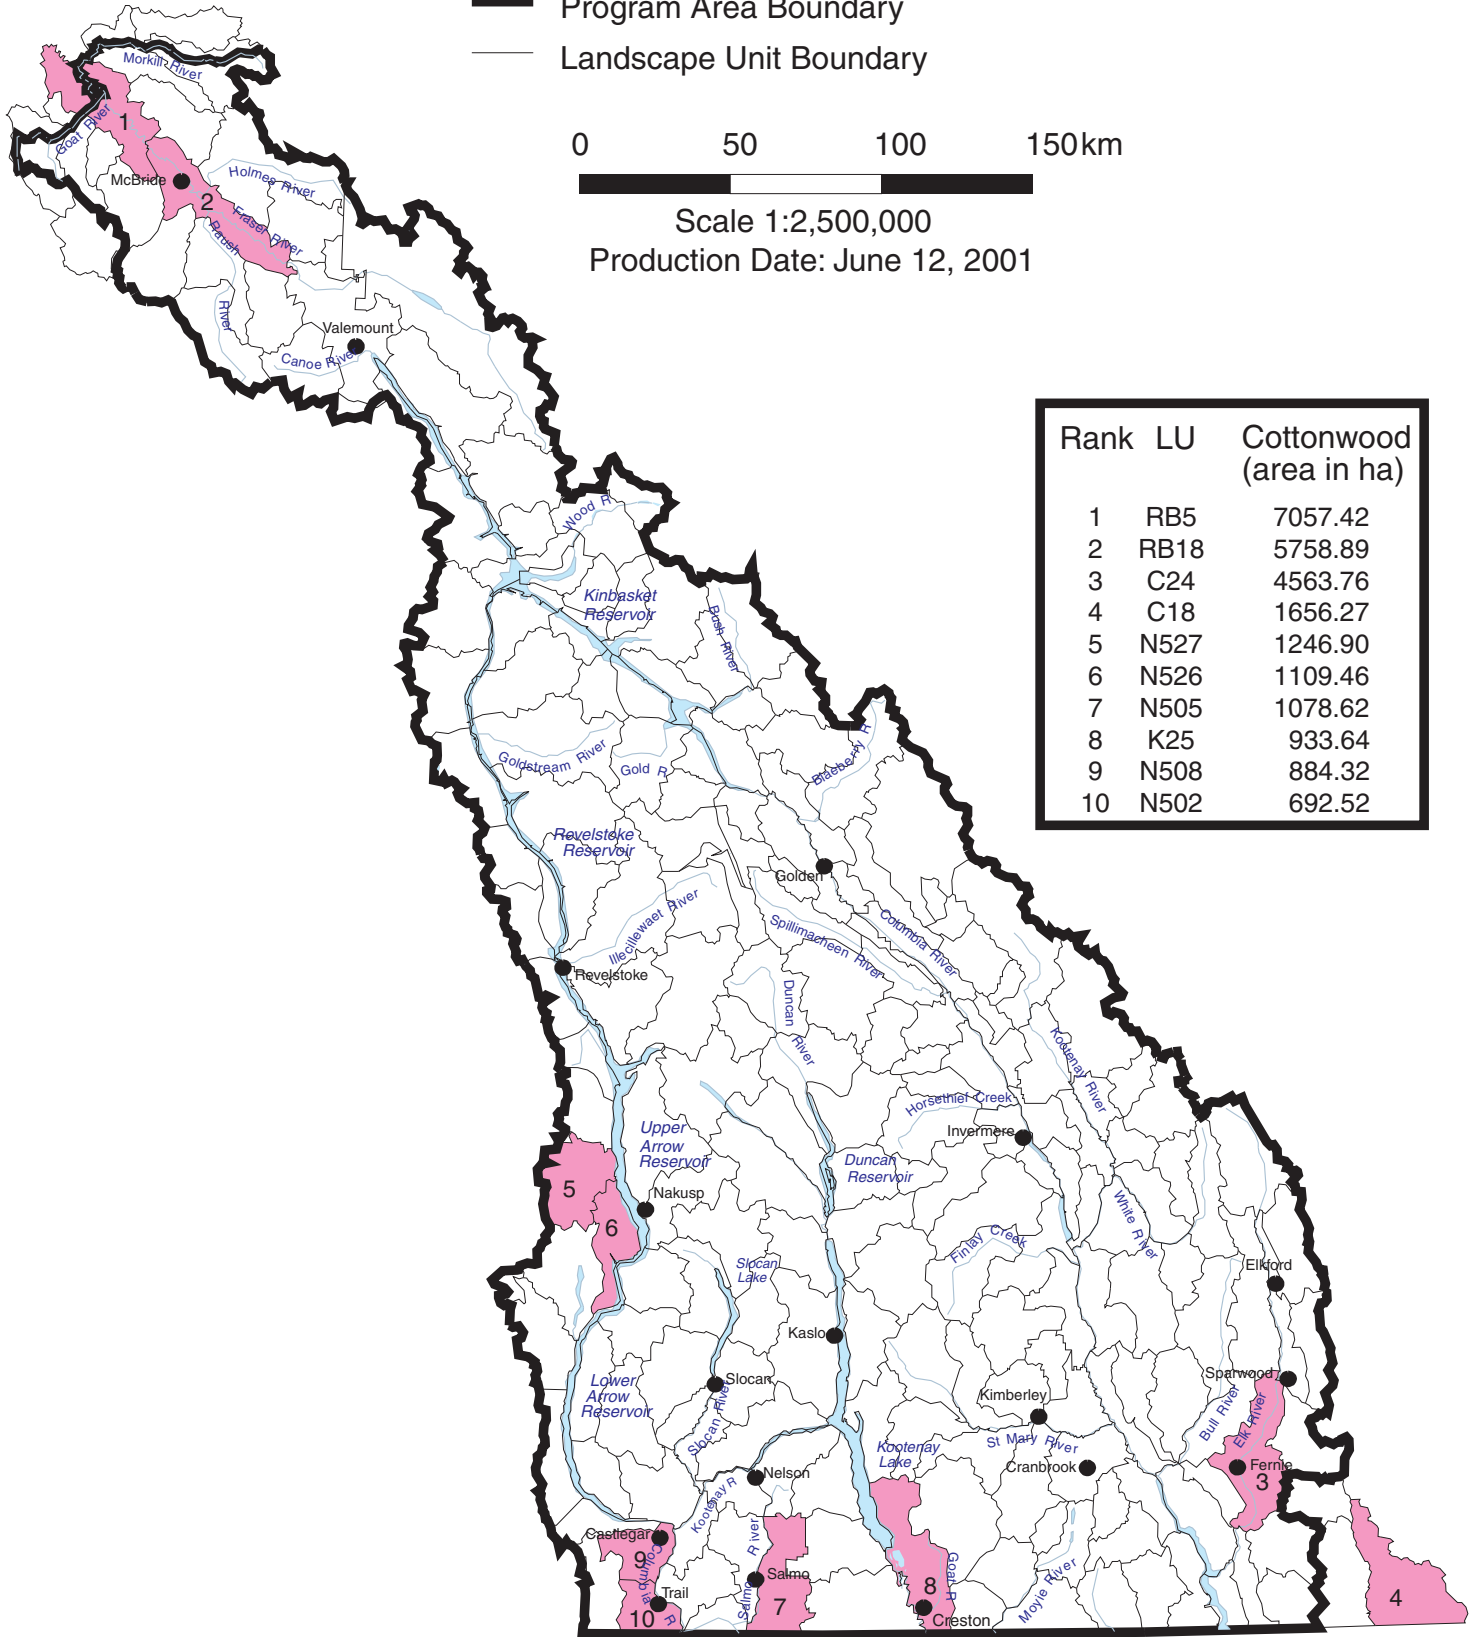 Program Area Boundary
Landscape Unit Boundary
0 50 100 150km
Scale 1:2,500,000
Production Date: June 12, 2001
Rank LU Cottonwood
(area in ha)
1 RB5 7057.42
2 RB18 5758.89
3 C24 4563.76
4 C18 1656.27
5 N527 1246.90
6 N526 1109.46
7 N505 1078.62
8 K25 933.64
9 N508 884.32
10 N502 692.52
Morkill River
1
Goat River
McBride
Holmes River
2
Fraser River
Raush
River
Valemount
Canoe River
Wood R
Kinbasket
Reservoir
Bush River
Goldstream River
Gold R
Blaeberry R
Revelstoke
Reservoir
Golden
Illecillewaet River
Spillimacheen River
Columbia River
Revelstoke
Duncan
River
Kootenay River
Horsethief Creek
Invermere
Upper
Arrow
Reservoir
Duncan
Reservoir
5
Nakusp
6
White River
Finlay Creek
Slocan
Lake
Elkford
Kaslo
Slocan
Lower
Arrow
Reservoir
Slocan River
Sparwood
Kimberley
Bull River
Elk River
St Mary River
Kootenay
Lake
Cranbrook
Fernie
3
Nelson
Kootenay R
Castlegar
9
Columbia R
Trail
10
Salmo River
Salmo
7
8
Goat R
Creston
Moyie River
4